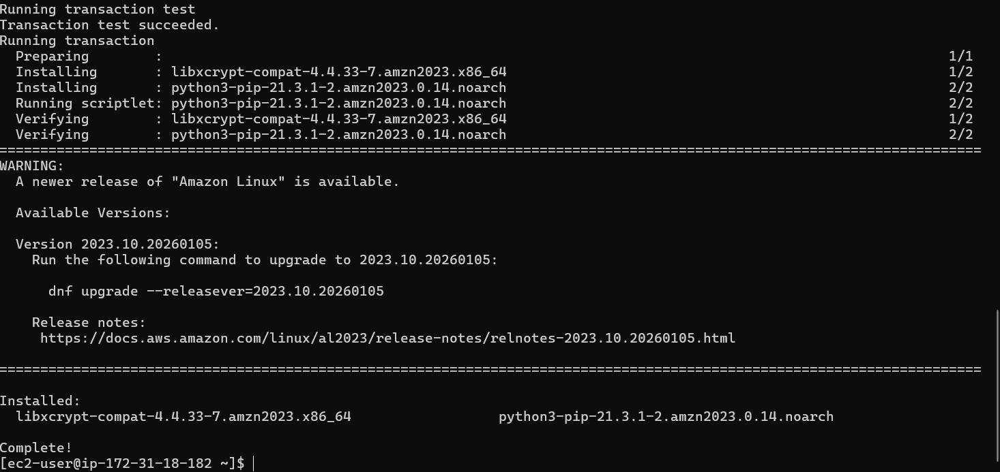 Running transaction test
Transaction test succeeded.
Running transaction
  Preparing        :                                                                                                1/1
  Installing       : libxcrypt-compat-4.4.33-7.amzn2023.x86_64                                                      1/2
  Installing       : python3-pip-21.3.1-2.amzn2023.0.14.noarch                                                      2/2
  Running scriptlet: python3-pip-21.3.1-2.amzn2023.0.14.noarch                                                      2/2
  Verifying        : libxcrypt-compat-4.4.33-7.amzn2023.x86_64                                                      1/2
  Verifying        : python3-pip-21.3.1-2.amzn2023.0.14.noarch                                                      2/2
========================================================================================================================
WARNING:
  A newer release of "Amazon Linux" is available.

  Available Versions:

  Version 2023.10.20260105:
    Run the following command to upgrade to 2023.10.20260105:

      dnf upgrade --releasever=2023.10.20260105

    Release notes:
     https://docs.aws.amazon.com/linux/al2023/release-notes/relnotes-2023.10.20260105.html

========================================================================================================================

Installed:
  libxcrypt-compat-4.4.33-7.amzn2023.x86_64                  python3-pip-21.3.1-2.amzn2023.0.14.noarch

Complete!
[ec2-user@ip-172-31-18-182 ~]$